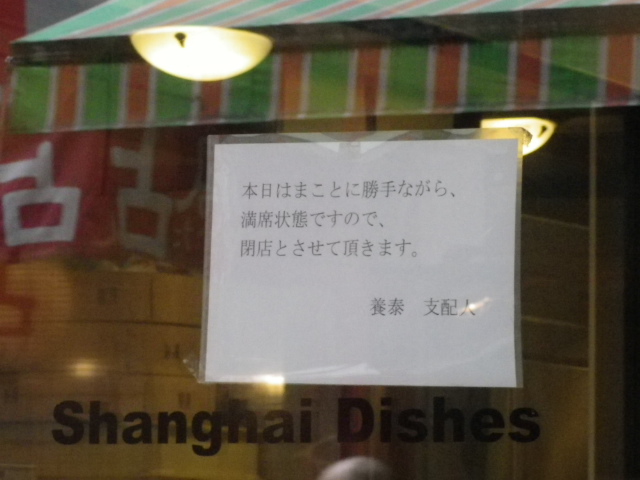 本日はまことに勝手ながら、
満席状態ですので、
閉店とさせて頂きます。
養泰　支配人
Shanghai Dishes